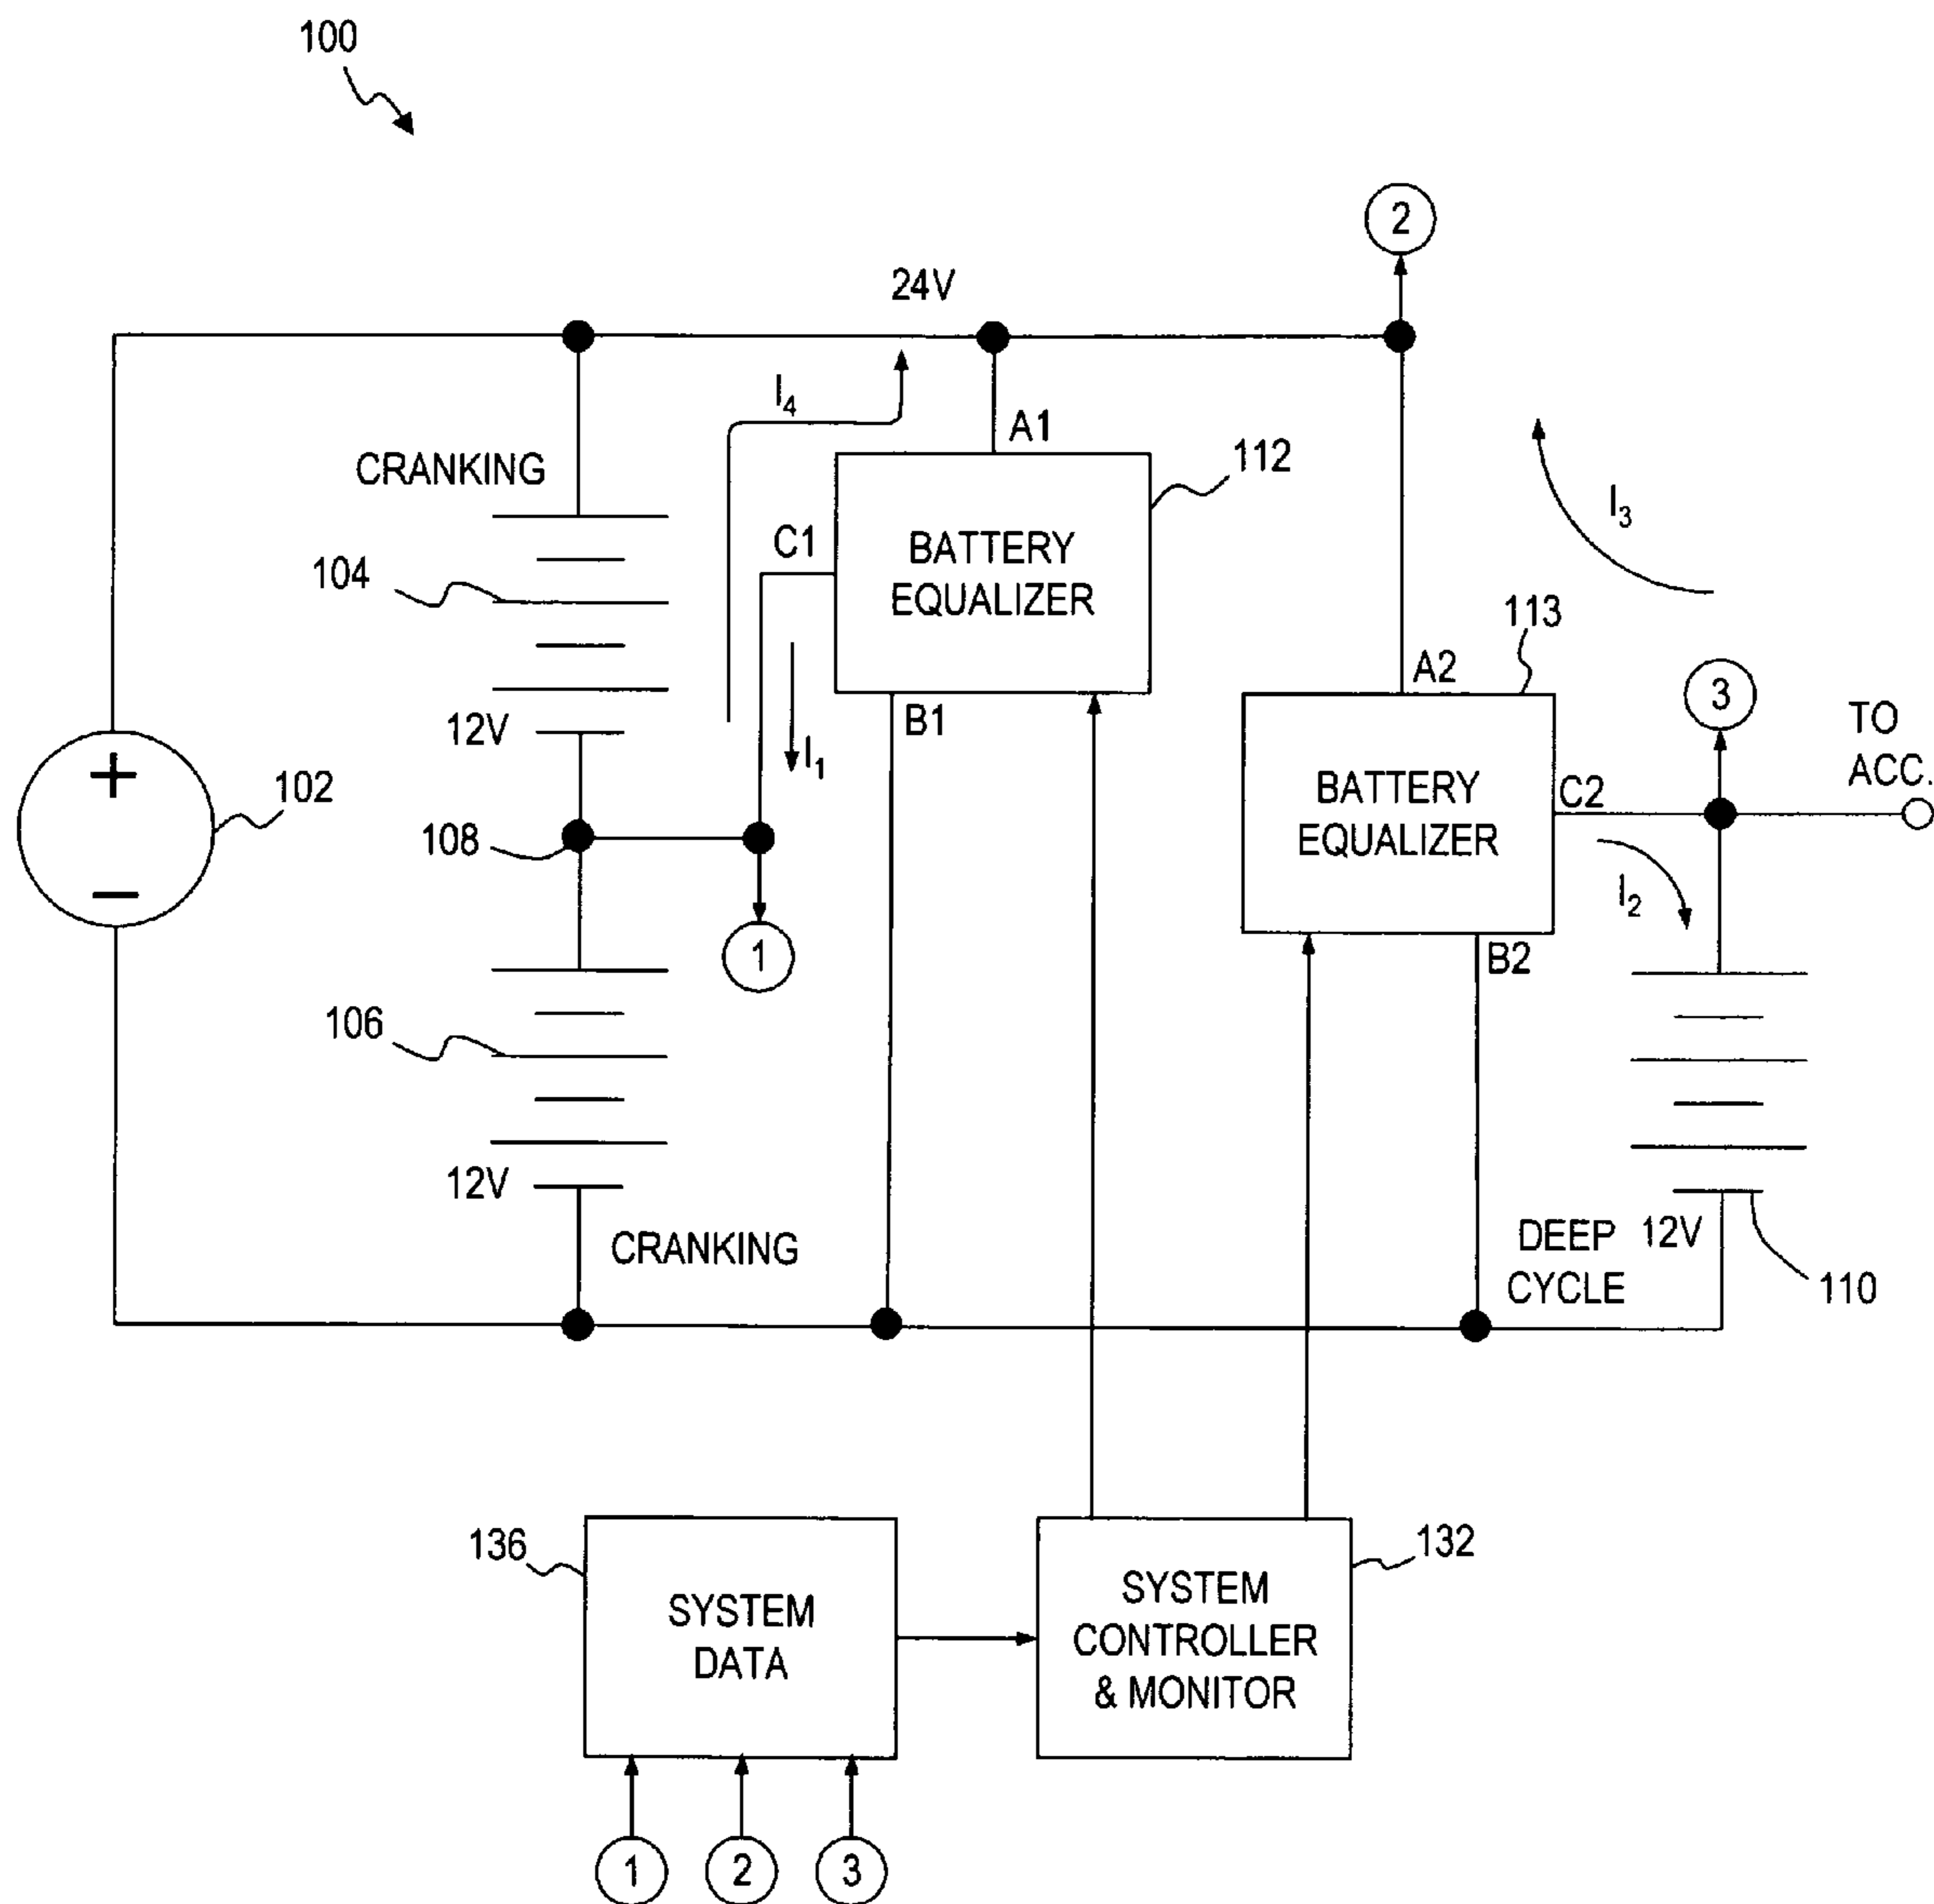 100
2
24V
I4
A1
CRANKING
112
I3
C1
BATTERY
EQUALIZER
104
113
A2
3
TO
ACC.
12V
B1
I1
+
102
BATTERY
EQUALIZER
C2
108
−
I2
1
B2
106
12V
DEEP
CYCLE
12V
CRANKING
110
136
132
SYSTEM
DATA
SYSTEM
CONTROLLER
& MONITOR
1 2 3